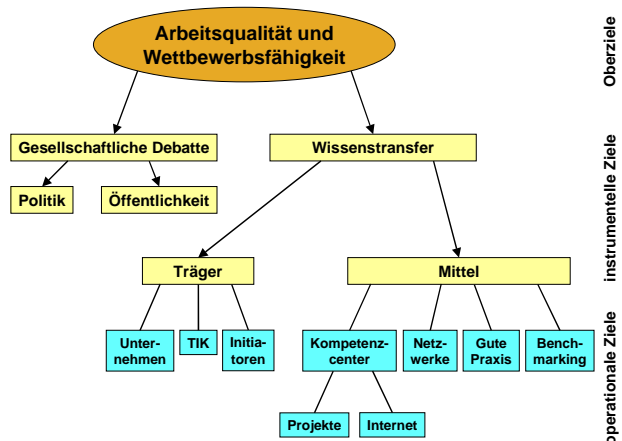 Arbeitsqualität und
Wettbewerbsfähigkeit
Oberziele
Gesellschaftliche Debatte
Wissenstransfer
Politik
Öffentlichkeit
instrumentelle Ziele
Träger
Mittel
Unter-
nehmen
TIK
Initia-
toren
Kompetenz-
center
Netz-
werke
Gute
Praxis
Bench-
marking
Projekte
Internet
operationale Ziele